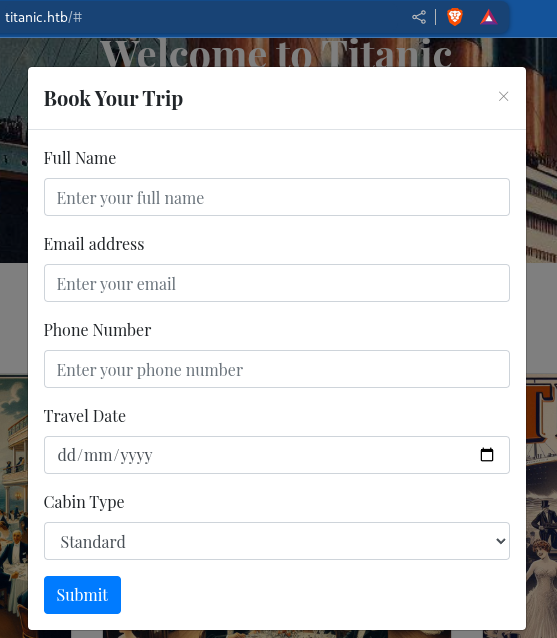 titanic.htb/#
Welcome to Titanic
Book Your Trip
Full Name
Enter your full name
Email address
Enter your email
Phone Number
Enter your phone number
Travel Date
dd/mm/yyyy
Cabin Type
Standard
Submit